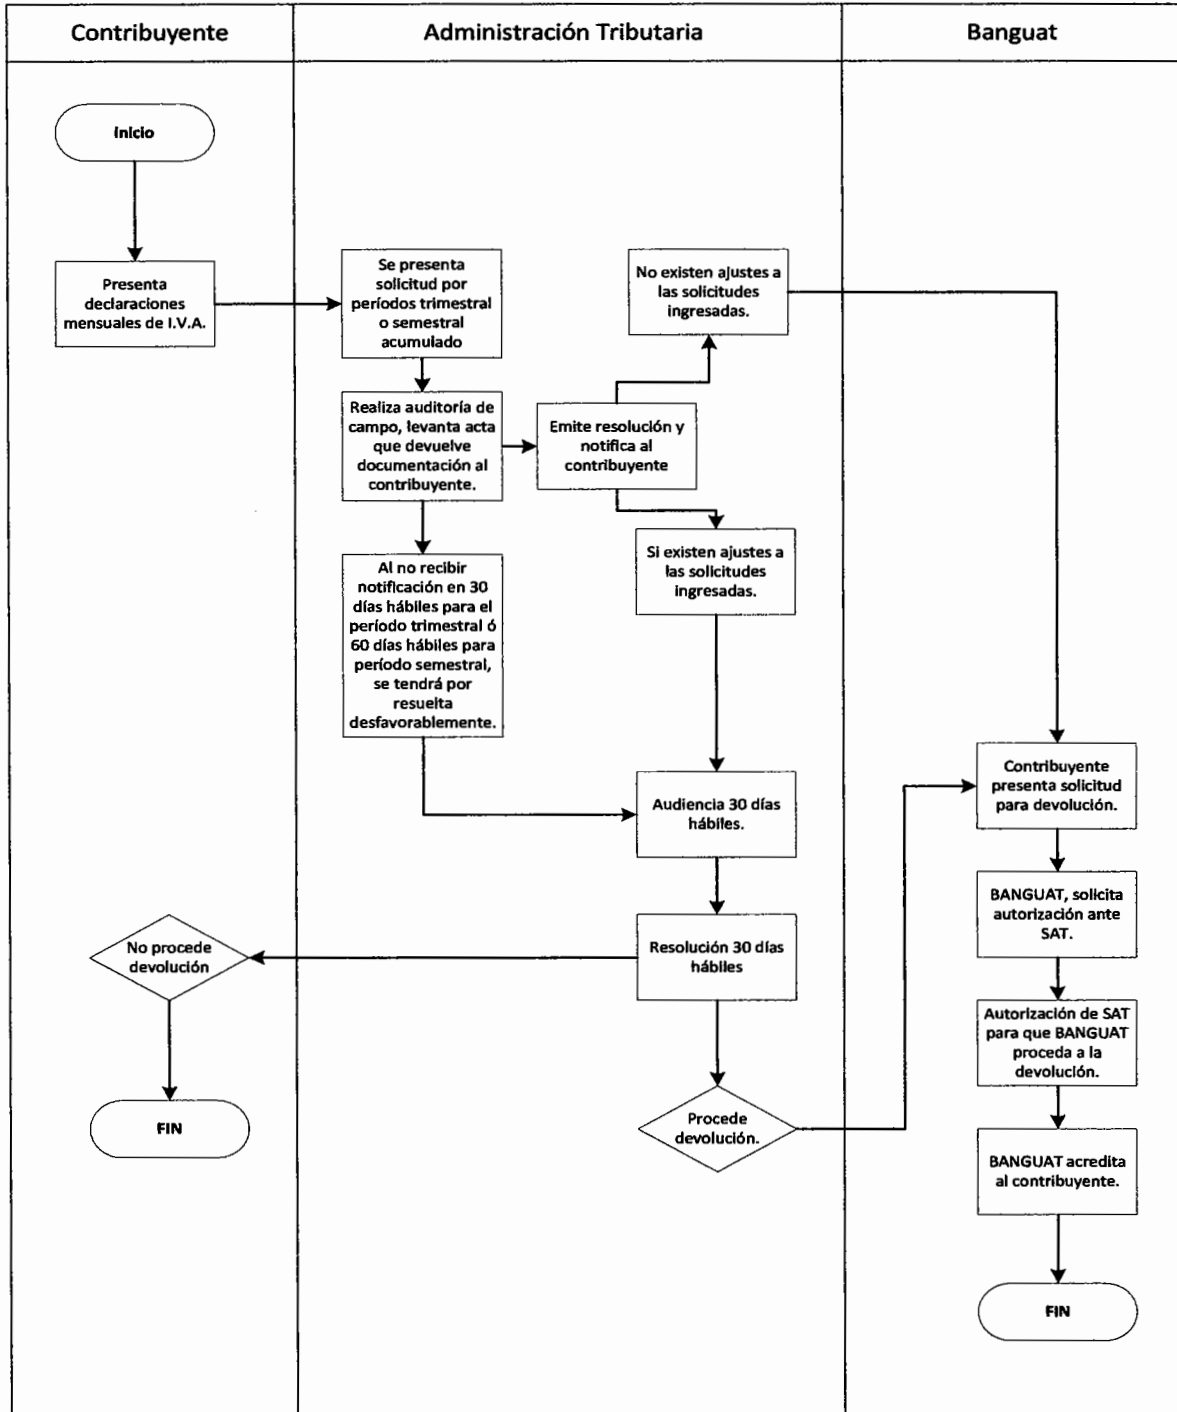 Contribuyente
Administración Tributaria
Banguat
Inicio
Presenta
declaraciones
mensuales de I.V.A.
Se presenta
solicitud por
períodos trimestral
o semestral
acumulado
No existen ajustes a
las solicitudes
ingresadas.
Realiza auditoría de
campo, levanta acta
que devuelve
documentación al
contribuyente.
Emite resolución y
notifica al
contribuyente
Si existen ajustes a
las solicitudes
ingresadas.
Al no recibir
notificación en 30
días hábiles para el
período trimestral ó
60 días hábiles para
período semestral,
se tendrá por
resuelta
desfavorablemente.
Audiencia 30 días
hábiles.
Contribuyente
presenta solicitud
para devolución.
BANGUAT, solicita
autorización ante
SAT.
No procede
devolución
Resolución 30 días
hábiles
Autorización de SAT
para que BANGUAT
proceda a la
devolución.
FIN
Procede
devolución.
BANGUAT acredita
al contribuyente.
FIN